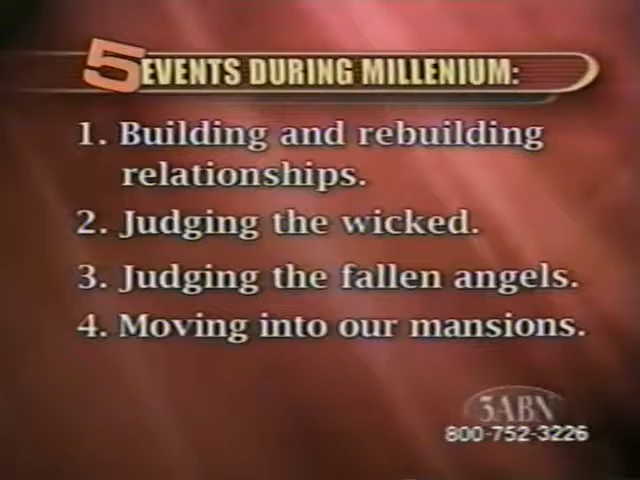 5 EVENTS DURING MILLENIUM:
1. Building and rebuilding
relationships.
2. Judging the wicked.
3. Judging the fallen angels.
4. Moving into our mansions.
3ABN
800-752-3226